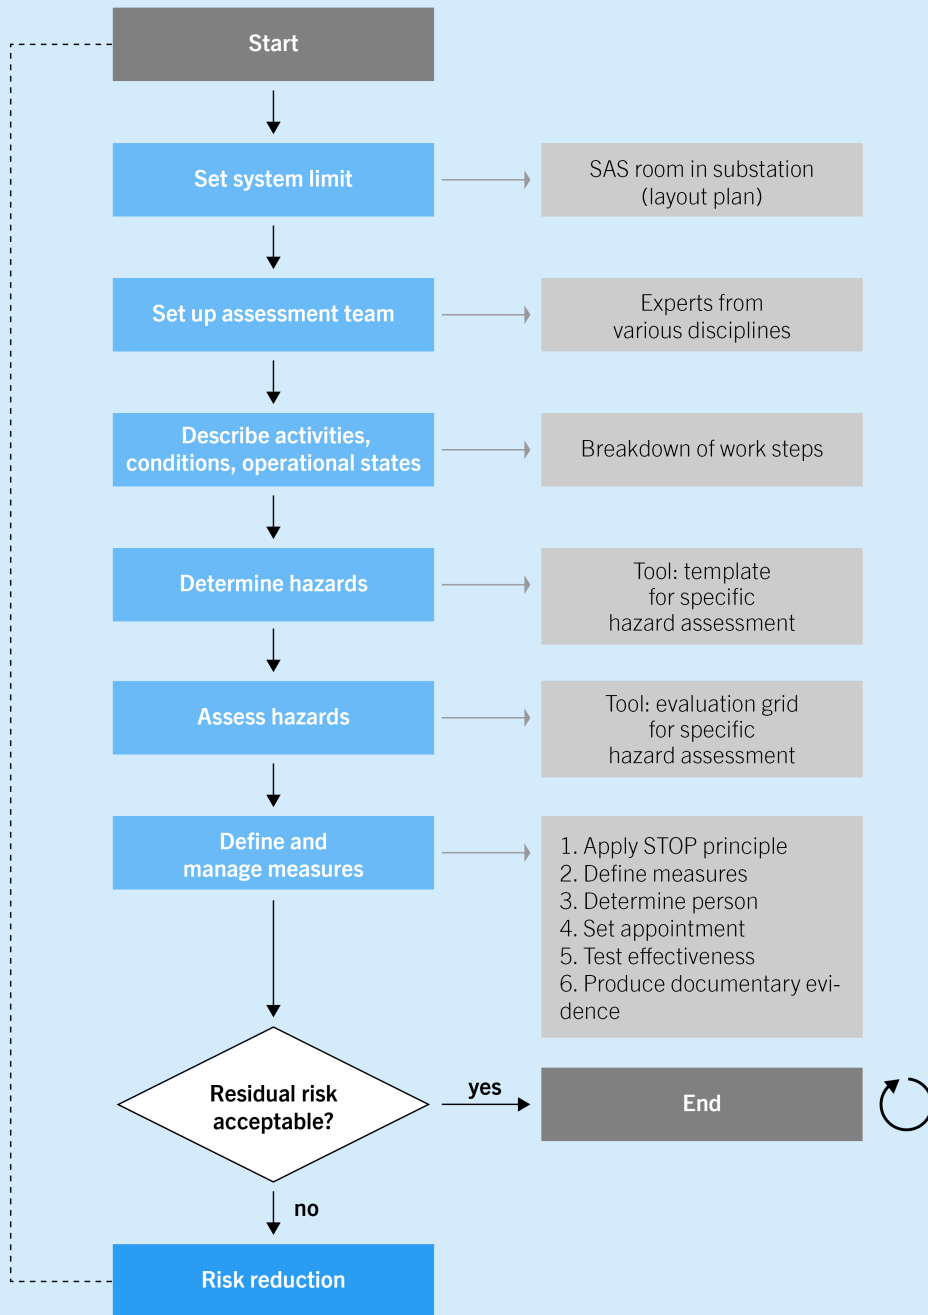 Start
Set system limit
SAS room in substation
(layout plan)
Set up assessment team
Experts from
various disciplines
Describe activities,
conditions, operational states
Breakdown of work steps
Determine hazards
Tool: template
for specific
hazard assessment
Assess hazards
Tool: evaluation grid
for specific
hazard assessment
Define and
manage measures
1. Apply STOP principle
2. Define measures
3. Determine person
4. Set appointment
5. Test effectiveness
6. Produce documentary evi-
dence
Residual risk
acceptable?
yes
End
no
Risk reduction